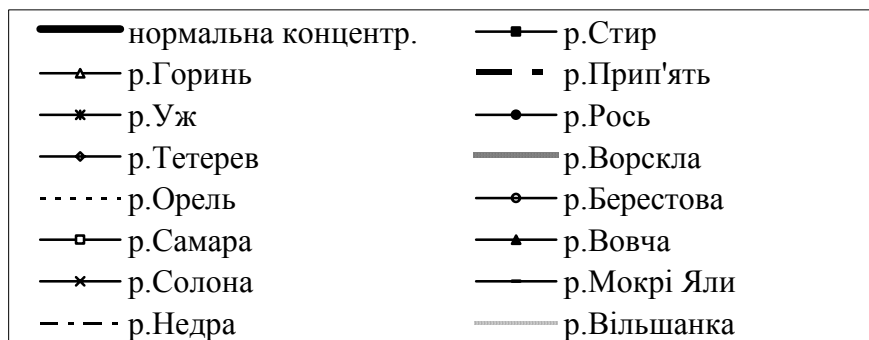 нормальна концентр. р.Стир
р.Горинь р.Прип'ять
р.Уж р.Рось
р.Тетерев р.Ворскла
р.Орель р.Берестова
р.Самара р.Вовча
р.Солона р.Мокрі Яли
р.Недра р.Вільшанка